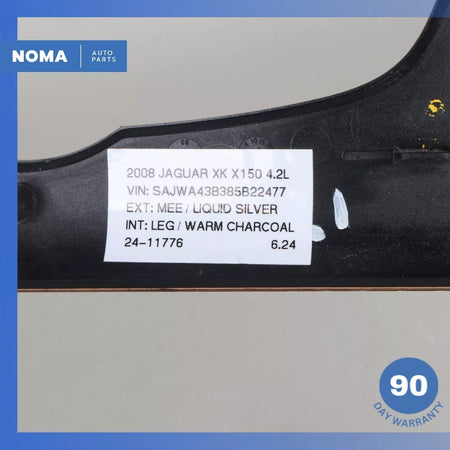 NOMA
AUTO
PARTS
2008 JAGUAR XK X150 4.2L
VIN: SAJWA43B385B22477
EXT: MEE / LIQUID SILVER
INT: LEG / WARM CHARCOAL
24-11776 6.24
90
DAY WARRANTY